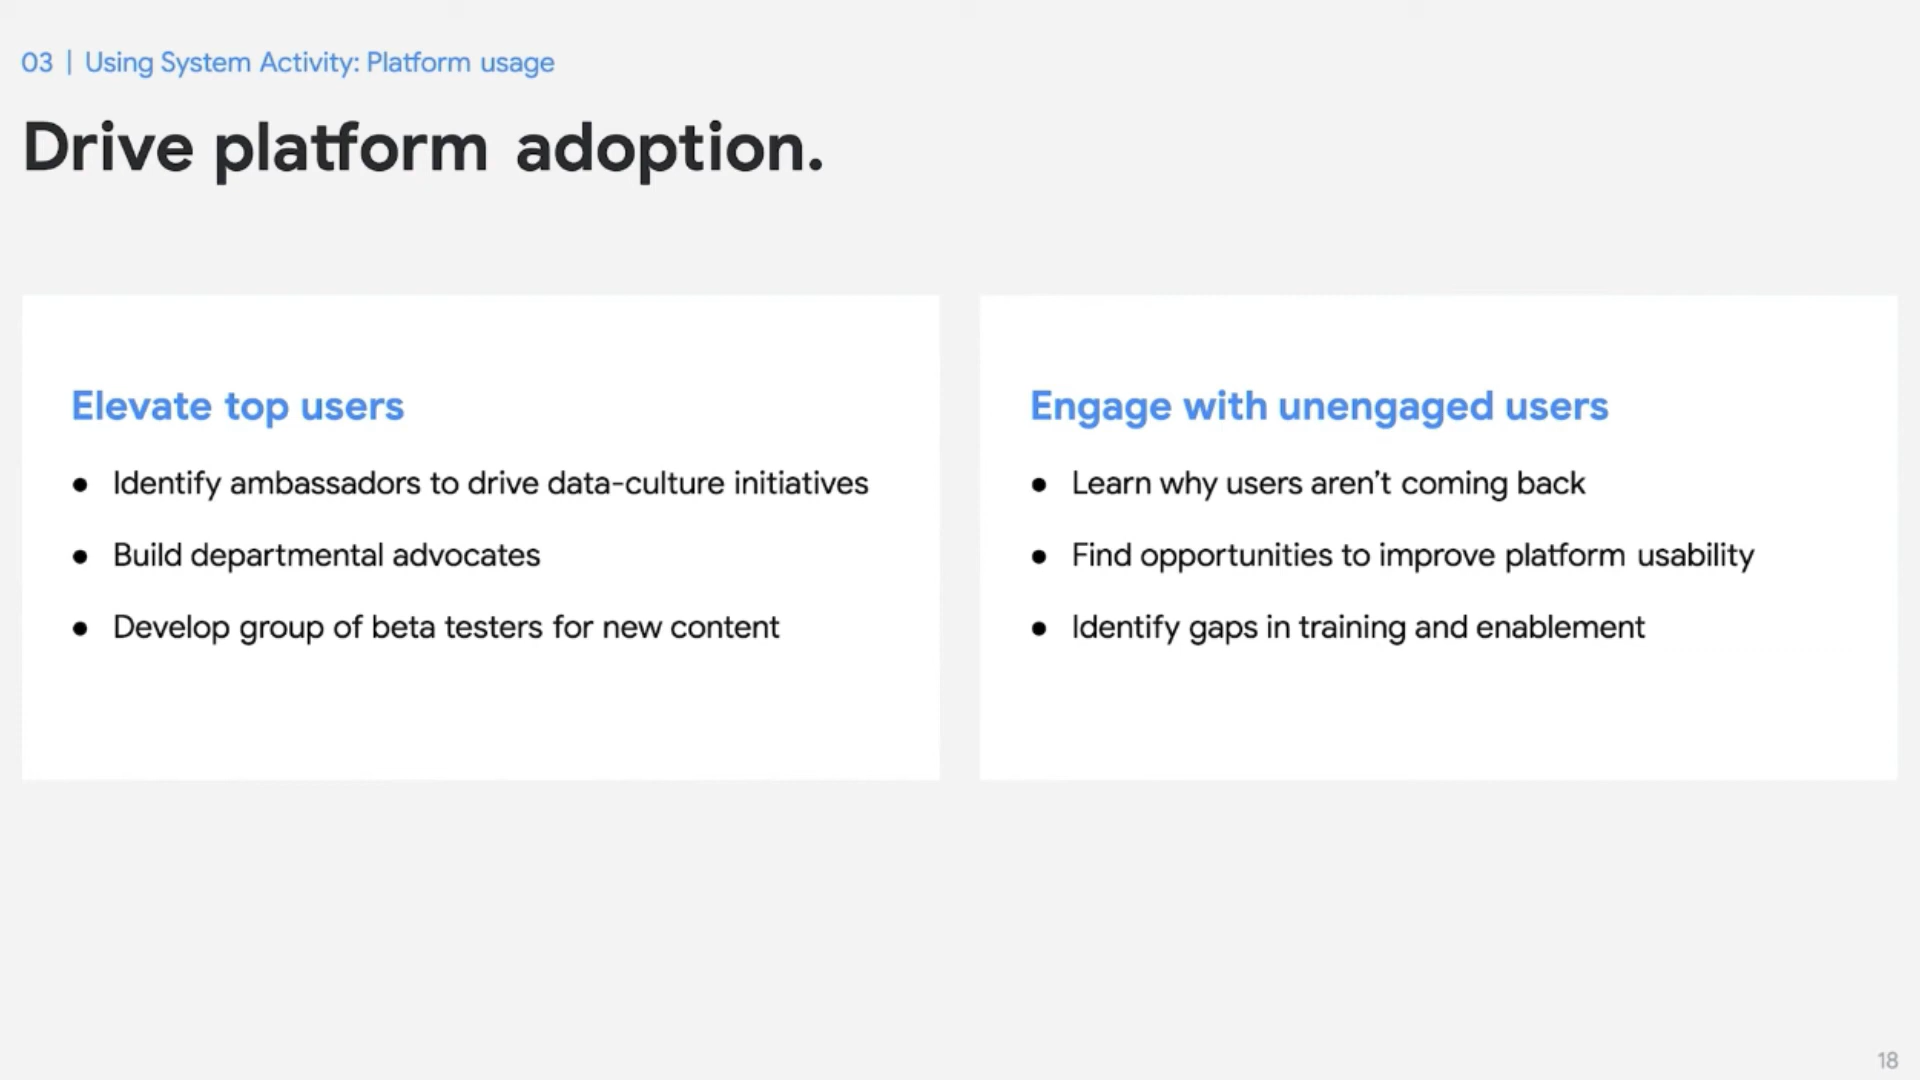 03 | Using System Activity: Platform usage
Drive platform adoption.
Elevate top users
● Identify ambassadors to drive data-culture initiatives
● Build departmental advocates
● Develop group of beta testers for new content
Engage with unengaged users
● Learn why users aren’t coming back
● Find opportunities to improve platform usability
● Identify gaps in training and enablement
18